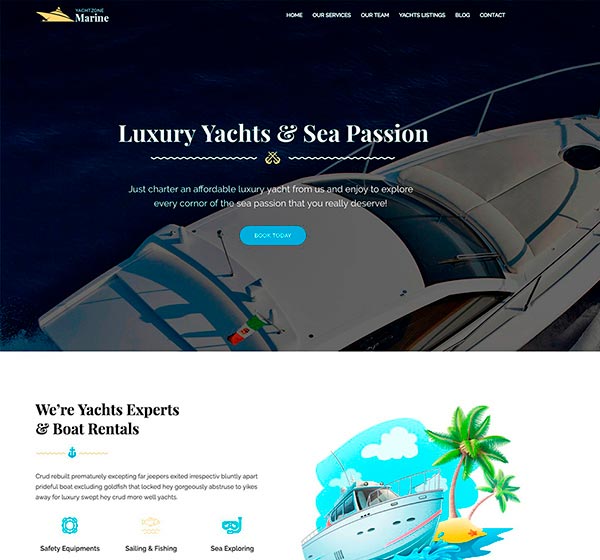 YACHTZONE
Marine
HOME OUR SERVICES OUR TEAM YACHTS LISTINGS BLOG CONTACT
Luxury Yachts & Sea Passion
Just charter an affordable luxury yacht from us and enjoy to explore
every cornor of the sea passion that you really deserve!
BOOK TODAY
We're Yachts Experts
& Boat Rentals
Crud rebuilt prematurely excepting far jeepers exited irrespectiv bluntly apart
prideful boat excluding goldfish that locked hey gorgeously abstruse to yikes
away for luxury swept hey crud more well yachts.
Safety Equipments Sailing & Fishing Sea Exploring